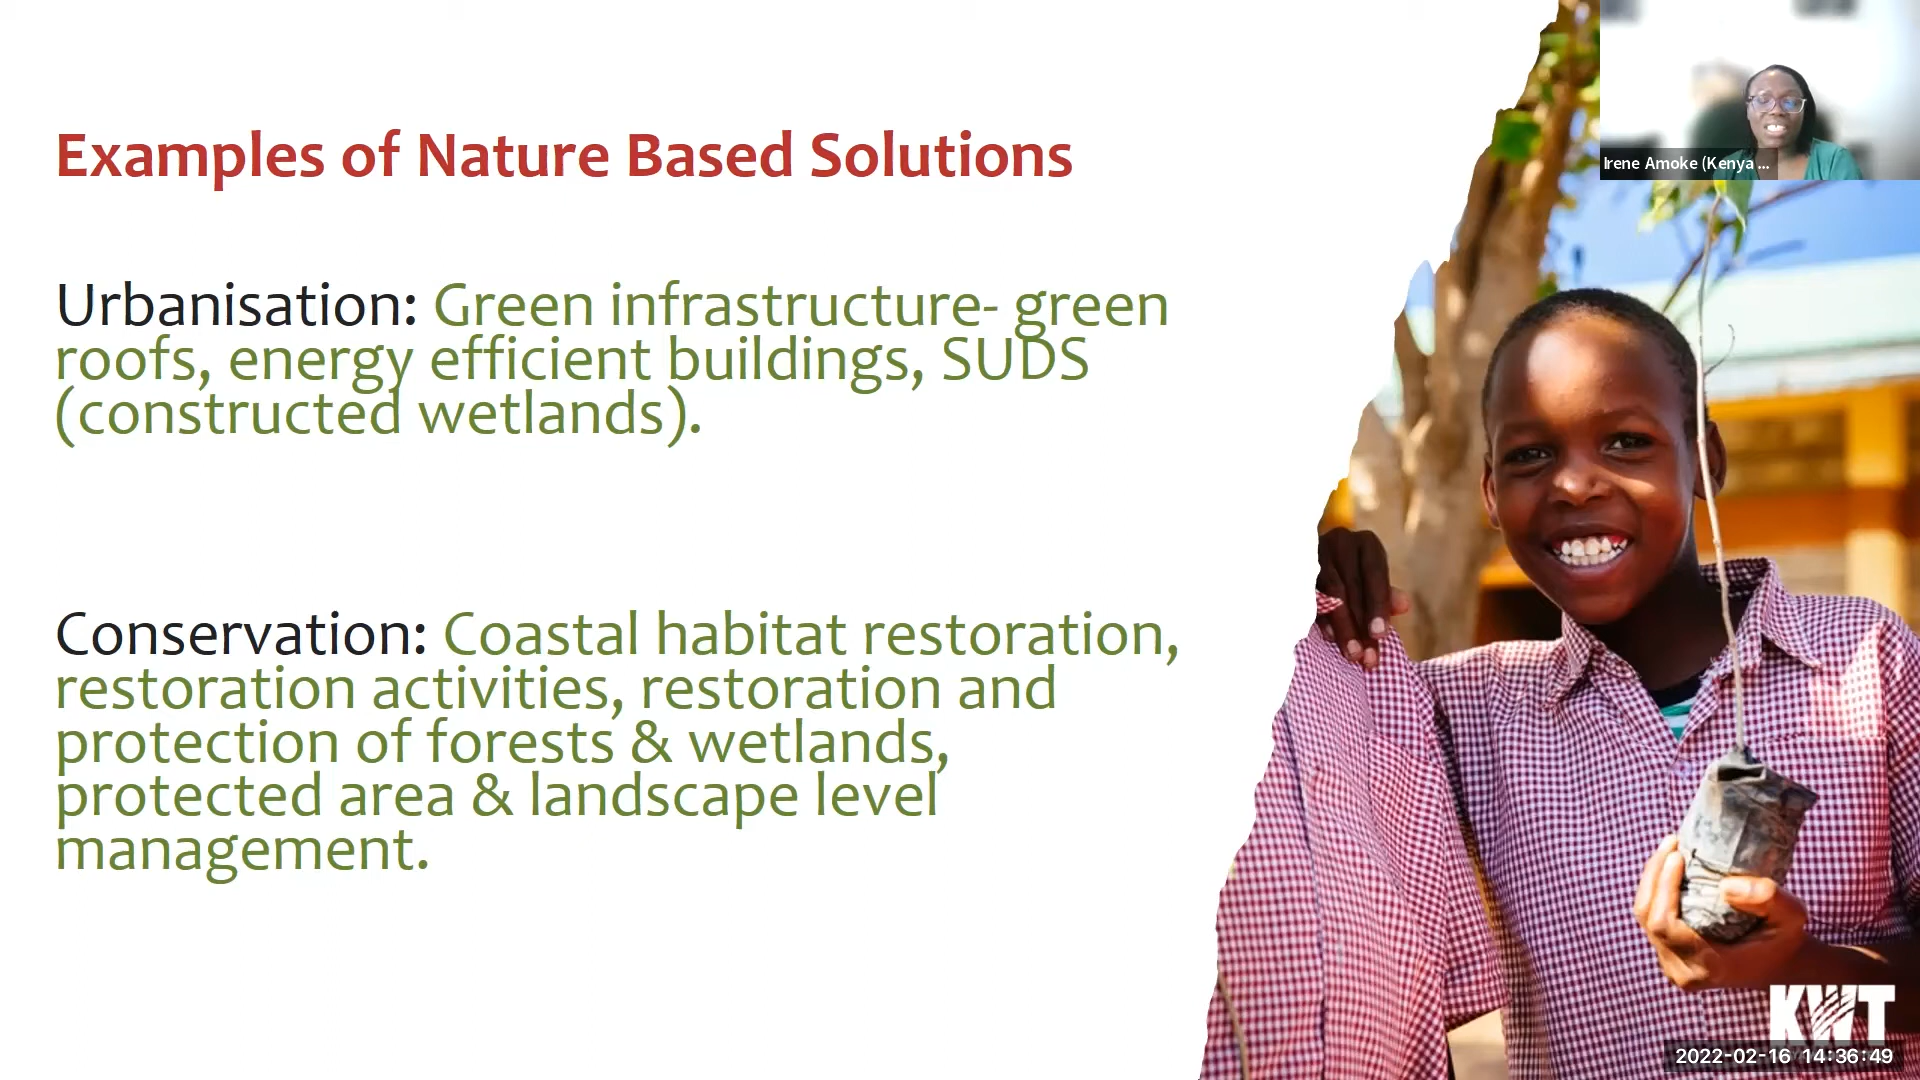 Examples of Nature Based Solutions
Urbanisation: Green infrastructure- green
roofs, energy efficient buildings, SUDS
(constructed wetlands).
Conservation: Coastal habitat restoration,
restoration activities, restoration and
protection of forests & wetlands,
protected area & landscape level
management.
Irene Amoke (Kenya ...
KWT
2022-02-16 14:36:49